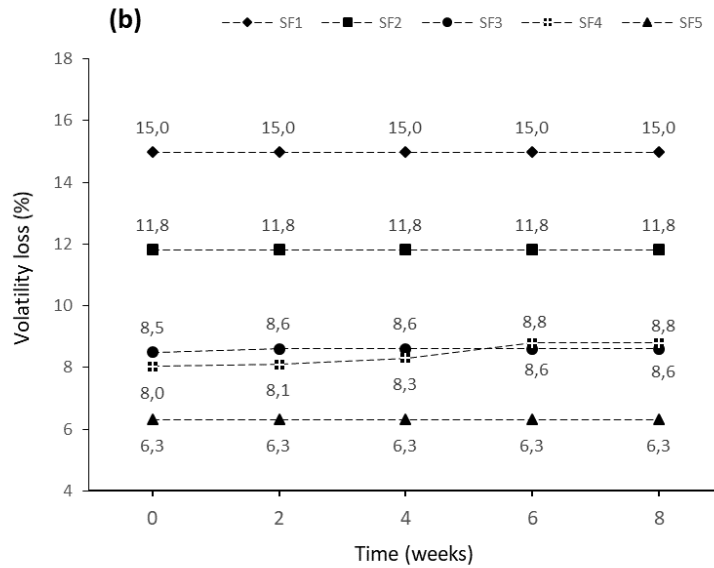 (b)
SF1 SF2 SF3 SF4 SF5
18
16
14
12
10
8
6
4
Volatility loss (%)
15,0 15,0 15,0 15,0 15,0
11,8 11,8 11,8 11,8 11,8
8,5 8,6 8,6 8,8 8,8
8,0 8,1 8,3 8,6 8,6
6,3 6,3 6,3 6,3 6,3
0 2 4 6 8
Time (weeks)